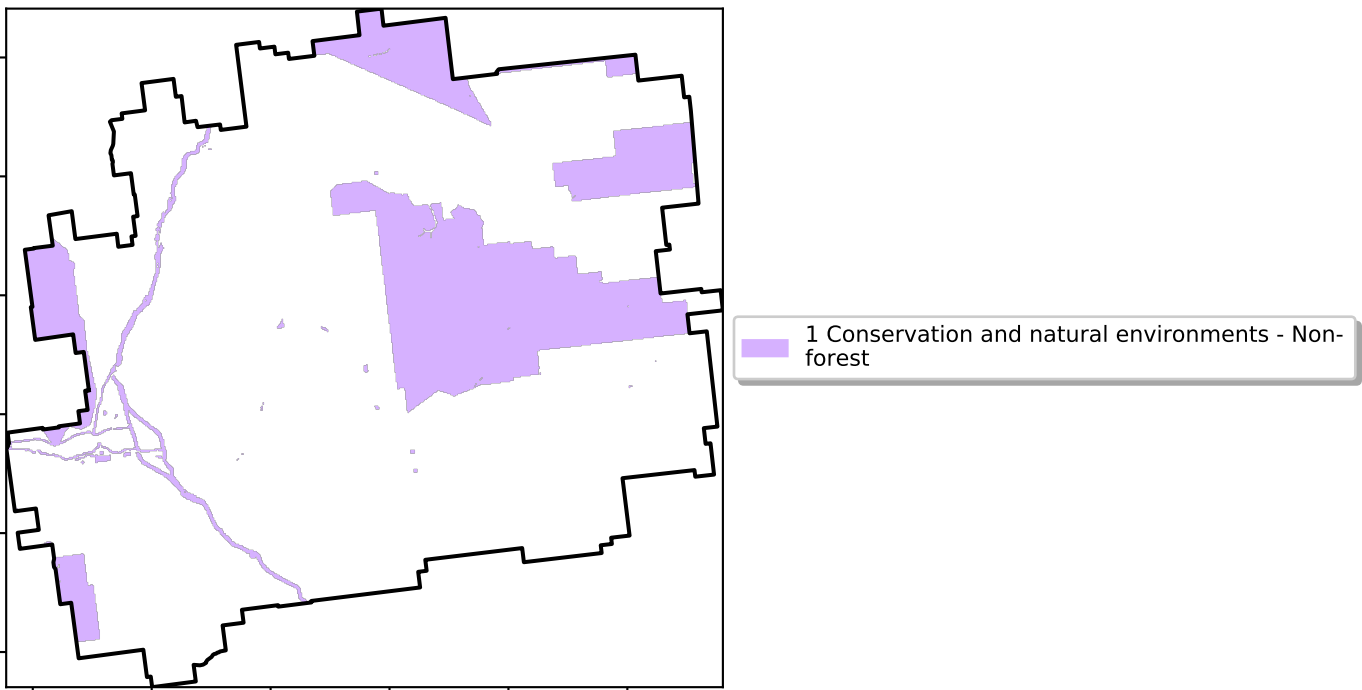 1 Conservation and natural environments - Non-
forest